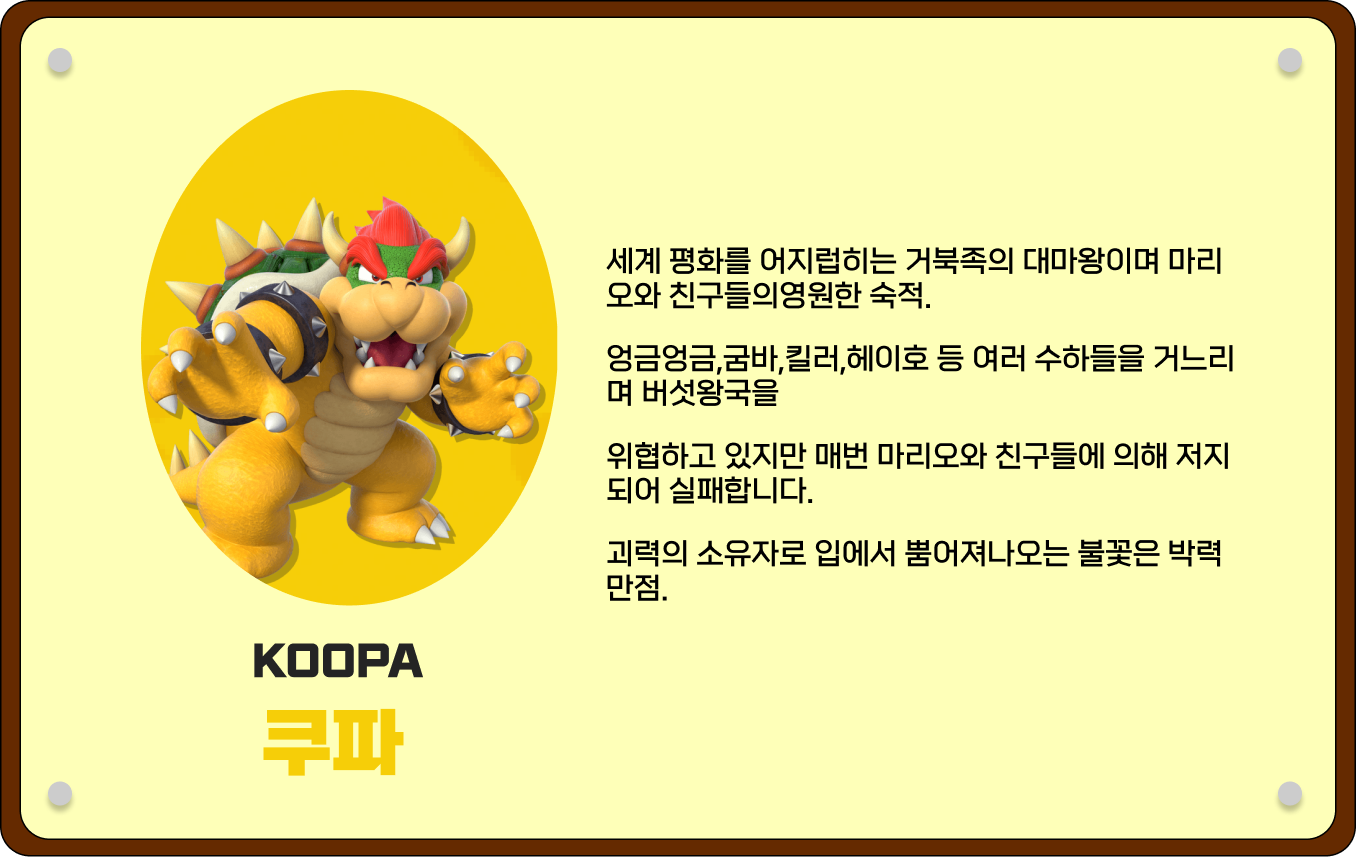 세계 평화를 어지럽히는 거북족의 대마왕이며 마리
오와 친구들의영원한 숙적.
엉금엉금,굼바,킬러,헤이호 등 여러 수하들을 거느리
며 버섯왕국을
위협하고 있지만 매번 마리오와 친구들에 의해 저지
되어 실패합니다.
괴력의 소유자로 입에서 뿜어져나오는 불꽃은 박력
만점.
KOOPA
쿠파